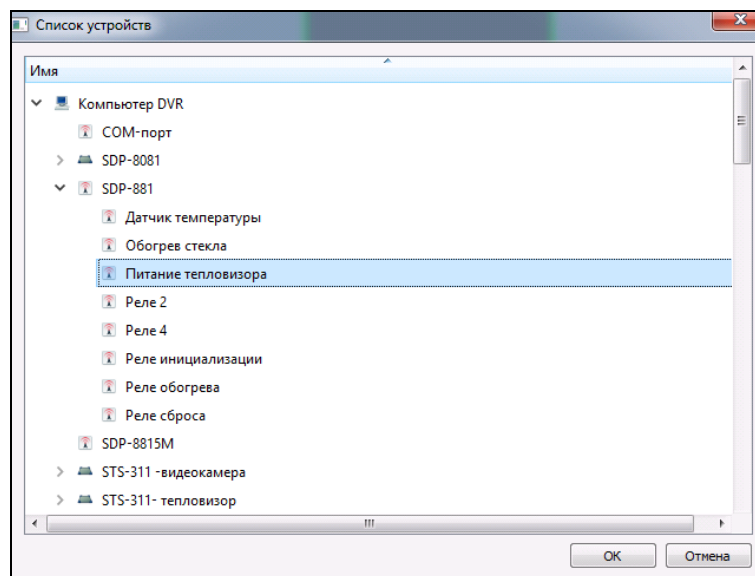 Список устройств
Имя
Компьютер DVR
COM-порт
SDP-8081
SDP-881
Датчик температуры
Обогрев стекла
Питание тепловизора
Реле 2
Реле 4
Реле инициализации
Реле обогрева
Реле сброса
SDP-8815M
STS-311 -видеокамера
STS-311- тепловизор
OK Отмена